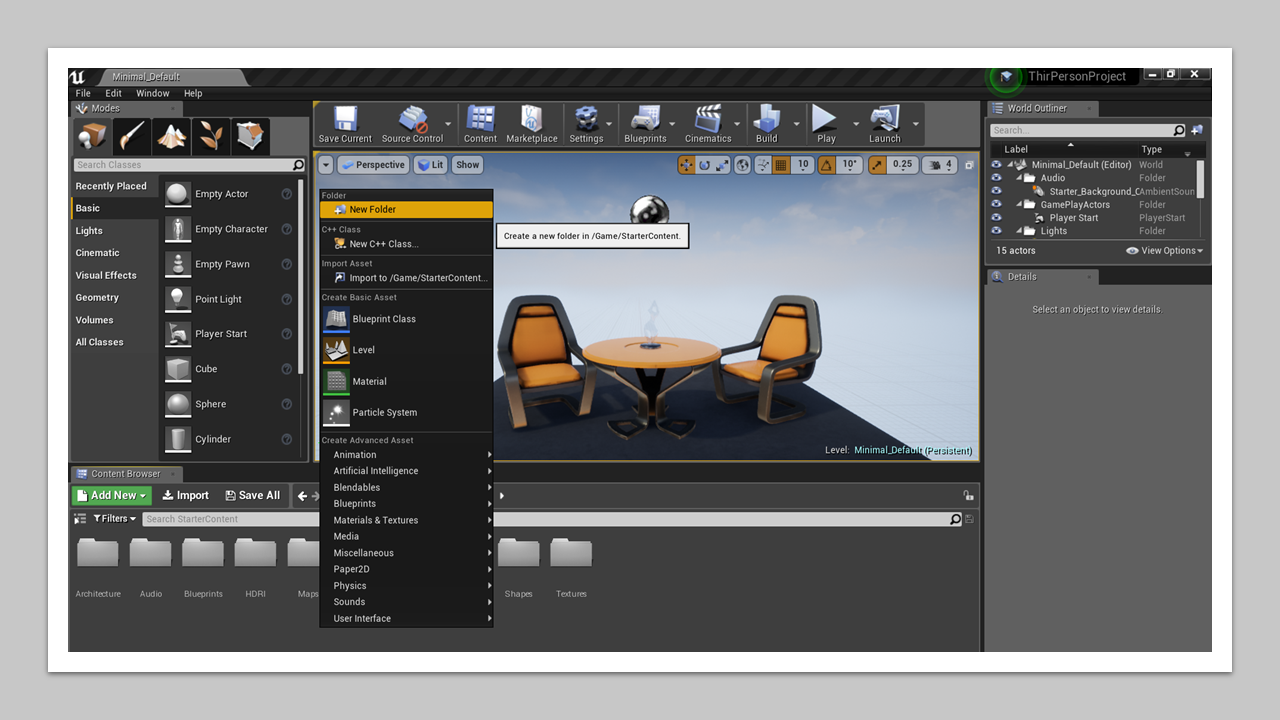 Minimal_Default
ThirPersonProject
File Edit Window Help
Modes
Search Classes
Recently Placed
Basic
Lights
Cinematic
Visual Effects
Geometry
Volumes
All Classes
Empty Actor
Empty Character
Empty Pawn
Point Light
Player Start
Cube
Sphere
Cylinder
Save Current
Source Control
Content
Marketplace
Settings
Blueprints
Cinematics
Build
Play
Launch
Perspective
Lit
Show
10
10°
0.25
4
Folder
New Folder
Create a new folder in /Game/StarterContent.
C++ Class
New C++ Class...
Import Asset
Import to /Game/StarterContent...
Create Basic Asset
Blueprint Class
Level
Material
Particle System
Create Advanced Asset
Animation
Artificial Intelligence
Blendables
Blueprints
Materials & Textures
Media
Miscellaneous
Paper2D
Physics
Sounds
User Interface
Level: Minimal_Default (Persistent)
World Outliner
Search...
Label Type
Minimal_Default (Editor) World
Audio Folder
Starter_Background_C AmbientSoun
GamePlayActors Folder
Player Start PlayerStart
Lights Folder
15 actors View Options
Details
Select an object to view details.
Content Browser
Add New Import Save All
Filters Search StarterContent
Architecture
Audio
Blueprints
HDRI
Maps
Shapes
Textures